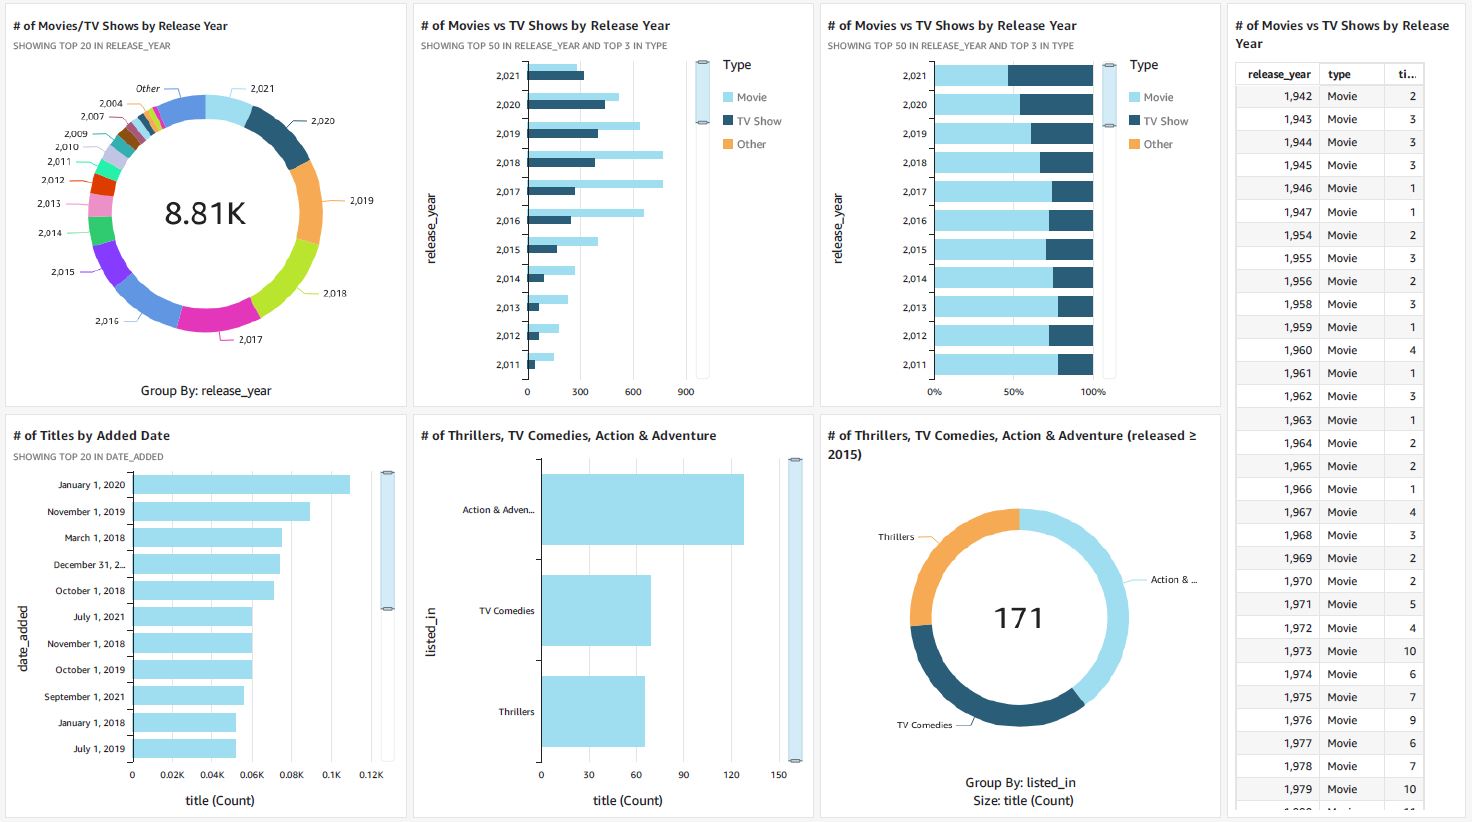 # of Movies/TV Shows by Release Year
SHOWING TOP 20 IN RELEASE_YEAR
Other
2,021
2,004
2,007
2,020
2,009
2,010
2,011
2,012
2,019
2,013
2,014
2,015
2,018
2,016
2,017
8.81K
Group By: release_year
# of Movies vs TV Shows by Release Year
SHOWING TOP 50 IN RELEASE_YEAR AND TOP 3 IN TYPE
release_year
2,021
2,020
2,019
2,018
2,017
2,016
2,015
2,014
2,013
2,012
2,011
0 300 600 900
Type
Movie
TV Show
Other
# of Movies vs TV Shows by Release Year
SHOWING TOP 50 IN RELEASE_YEAR AND TOP 3 IN TYPE
release_year
2,021
2,020
2,019
2,018
2,017
2,016
2,015
2,014
2,013
2,012
2,011
0% 50% 100%
Type
Movie
TV Show
Other
# of Movies vs TV Shows by Release
Year
release_year type ti...
1,942 Movie 2
1,943 Movie 3
1,944 Movie 3
1,945 Movie 3
1,946 Movie 1
1,947 Movie 1
1,954 Movie 2
1,955 Movie 3
1,956 Movie 2
1,958 Movie 3
1,959 Movie 1
1,960 Movie 4
1,961 Movie 1
1,962 Movie 3
1,963 Movie 1
1,964 Movie 2
1,965 Movie 2
1,966 Movie 1
1,967 Movie 4
1,968 Movie 3
1,969 Movie 2
1,970 Movie 2
1,971 Movie 5
1,972 Movie 4
1,973 Movie 10
1,974 Movie 6
1,975 Movie 7
1,976 Movie 9
1,977 Movie 6
1,978 Movie 7
1,979 Movie 10
# of Titles by Added Date
SHOWING TOP 20 IN DATE_ADDED
date_added
January 1, 2020
November 1, 2019
March 1, 2018
December 31, 2...
October 1, 2018
July 1, 2021
November 1, 2018
October 1, 2019
September 1, 2021
January 1, 2018
July 1, 2019
0 0.02K 0.04K 0.06K 0.08K 0.1K 0.12K
title (Count)
# of Thrillers, TV Comedies, Action & Adventure
listed_in
Action & Adven...
TV Comedies
Thrillers
0 30 60 90 120 150
title (Count)
# of Thrillers, TV Comedies, Action & Adventure (released ≥
2015)
Thrillers
Action & ...
171
TV Comedies
Group By: listed_in
Size: title (Count)